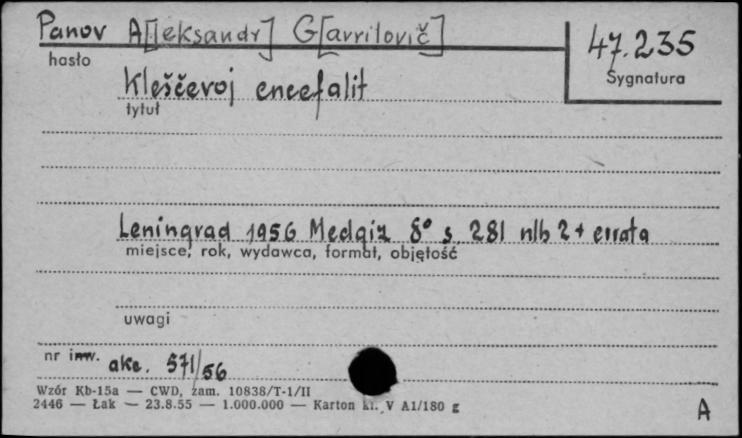 Panov A[leksandr] G[avrilovič]
47.235
hasło
Sygnatura
Kleščevoj encefalit
tytuł
Leningrad 1956 Medgiz 8° s. 281 nlb 2 + errata
miejsce, rok, wydawca, format, objętość
uwagi
nr inw. akc. 571/56
Wzór Kb-15a — CWD, zam. 10838/T-1/II
2446 — Łak — 23.8.55 — 1.000.000 — Karton kl. V A1/180 g
A